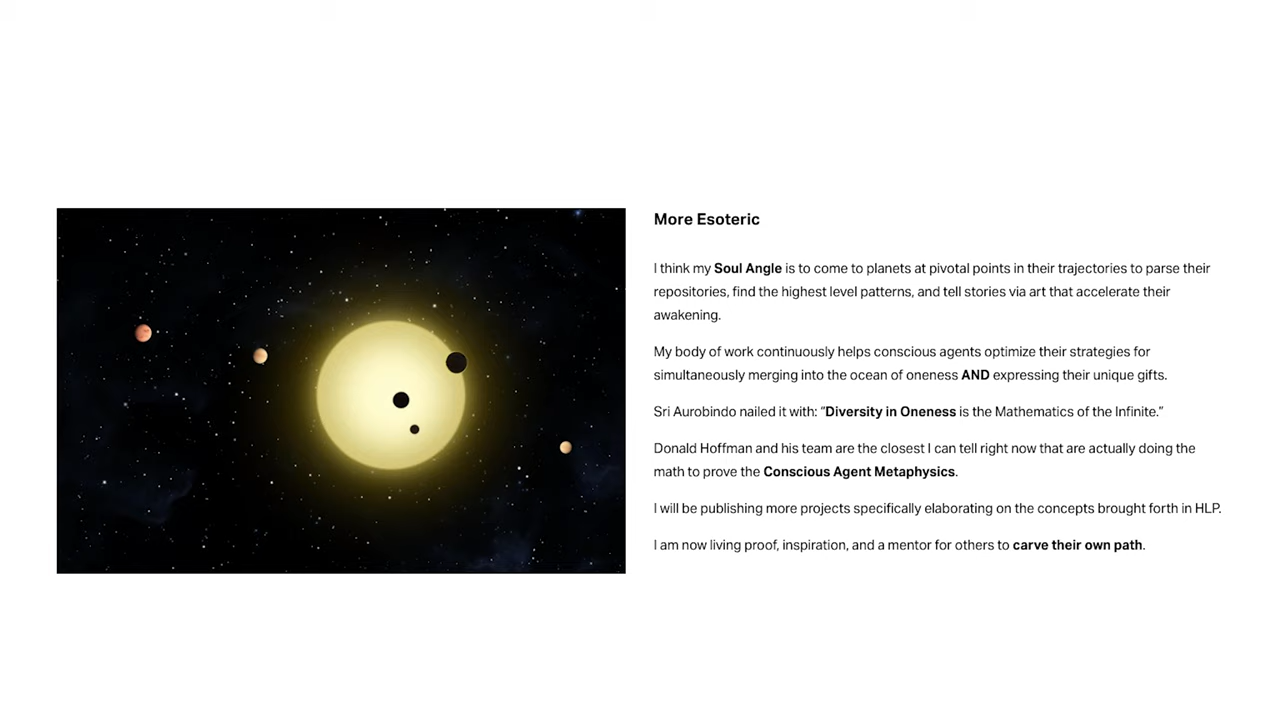 More Esoteric
I think my Soul Angle is to come to planets at pivotal points in their trajectories to parse their
repositories, find the highest level patterns, and tell stories via art that accelerate their
awakening.
My body of work continuously helps conscious agents optimize their strategies for
simultaneously merging into the ocean of oneness AND expressing their unique gifts.
Sri Aurobindo nailed it with: “Diversity in Oneness is the Mathematics of the Infinite.”
Donald Hoffman and his team are the closest I can tell right now that are actually doing the
math to prove the Conscious Agent Metaphysics.
I will be publishing more projects specifically elaborating on the concepts brought forth in HLP.
I am now living proof, inspiration, and a mentor for others to carve their own path.